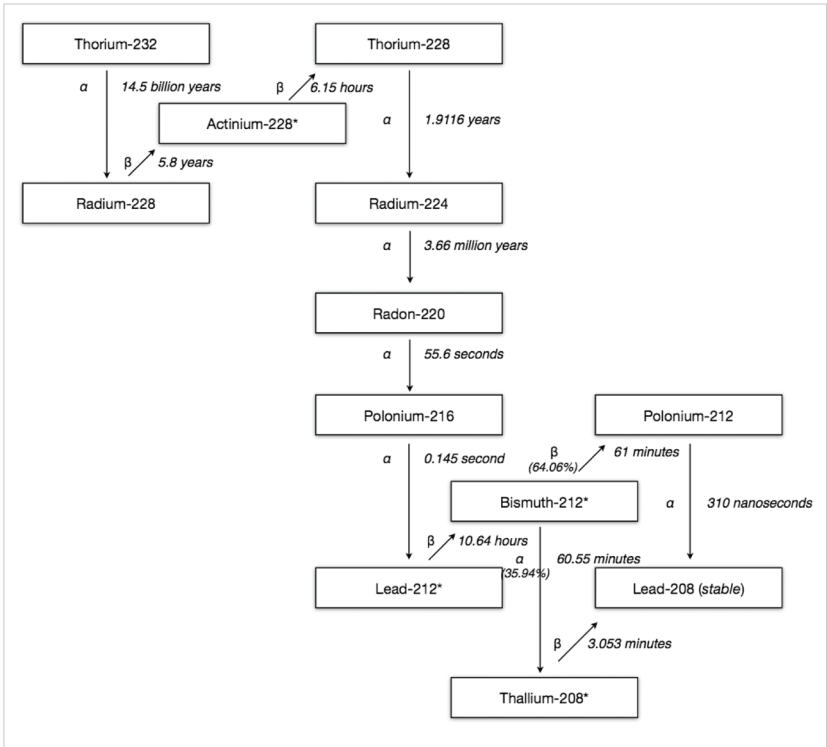 Thorium-232
Thorium-228
α 14.5 billion years
β 6.15 hours
Actinium-228*
α 1.9116 years
β 5.8 years
Radium-228
Radium-224
α 3.66 million years
Radon-220
α 55.6 seconds
Polonium-216
Polonium-212
α 0.145 second
β 61 minutes
(64.06%)
Bismuth-212*
α 310 nanoseconds
β 10.64 hours
α 60.55 minutes
(35.94%)
Lead-212*
Lead-208 (stable)
β 3.053 minutes
Thallium-208*